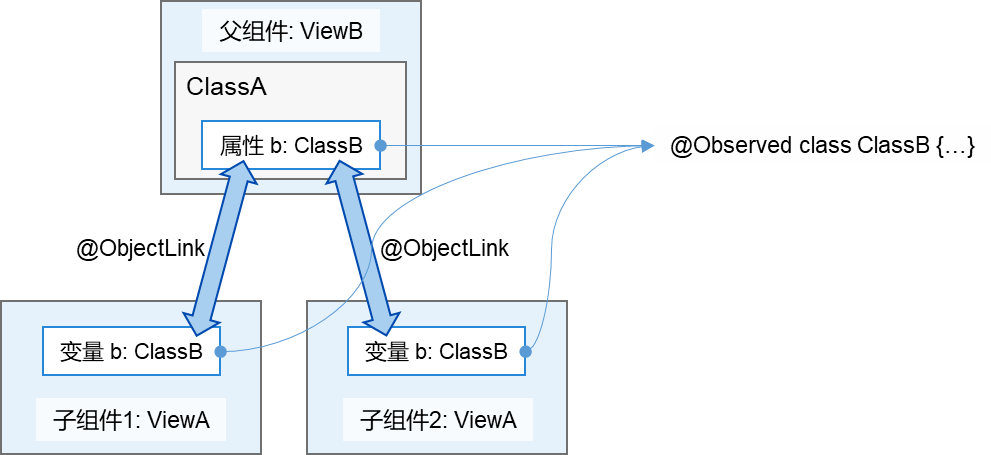 父组件: ViewB
ClassA
属性 b: ClassB
@Observed class ClassB {…}
@ObjectLink
@ObjectLink
变量 b: ClassB
变量 b: ClassB
子组件1: ViewA
子组件2: ViewA